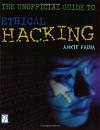 THE UNOFFICIAL GUIDE TO
ETHICAL
HACKING
ANKIT FADIA